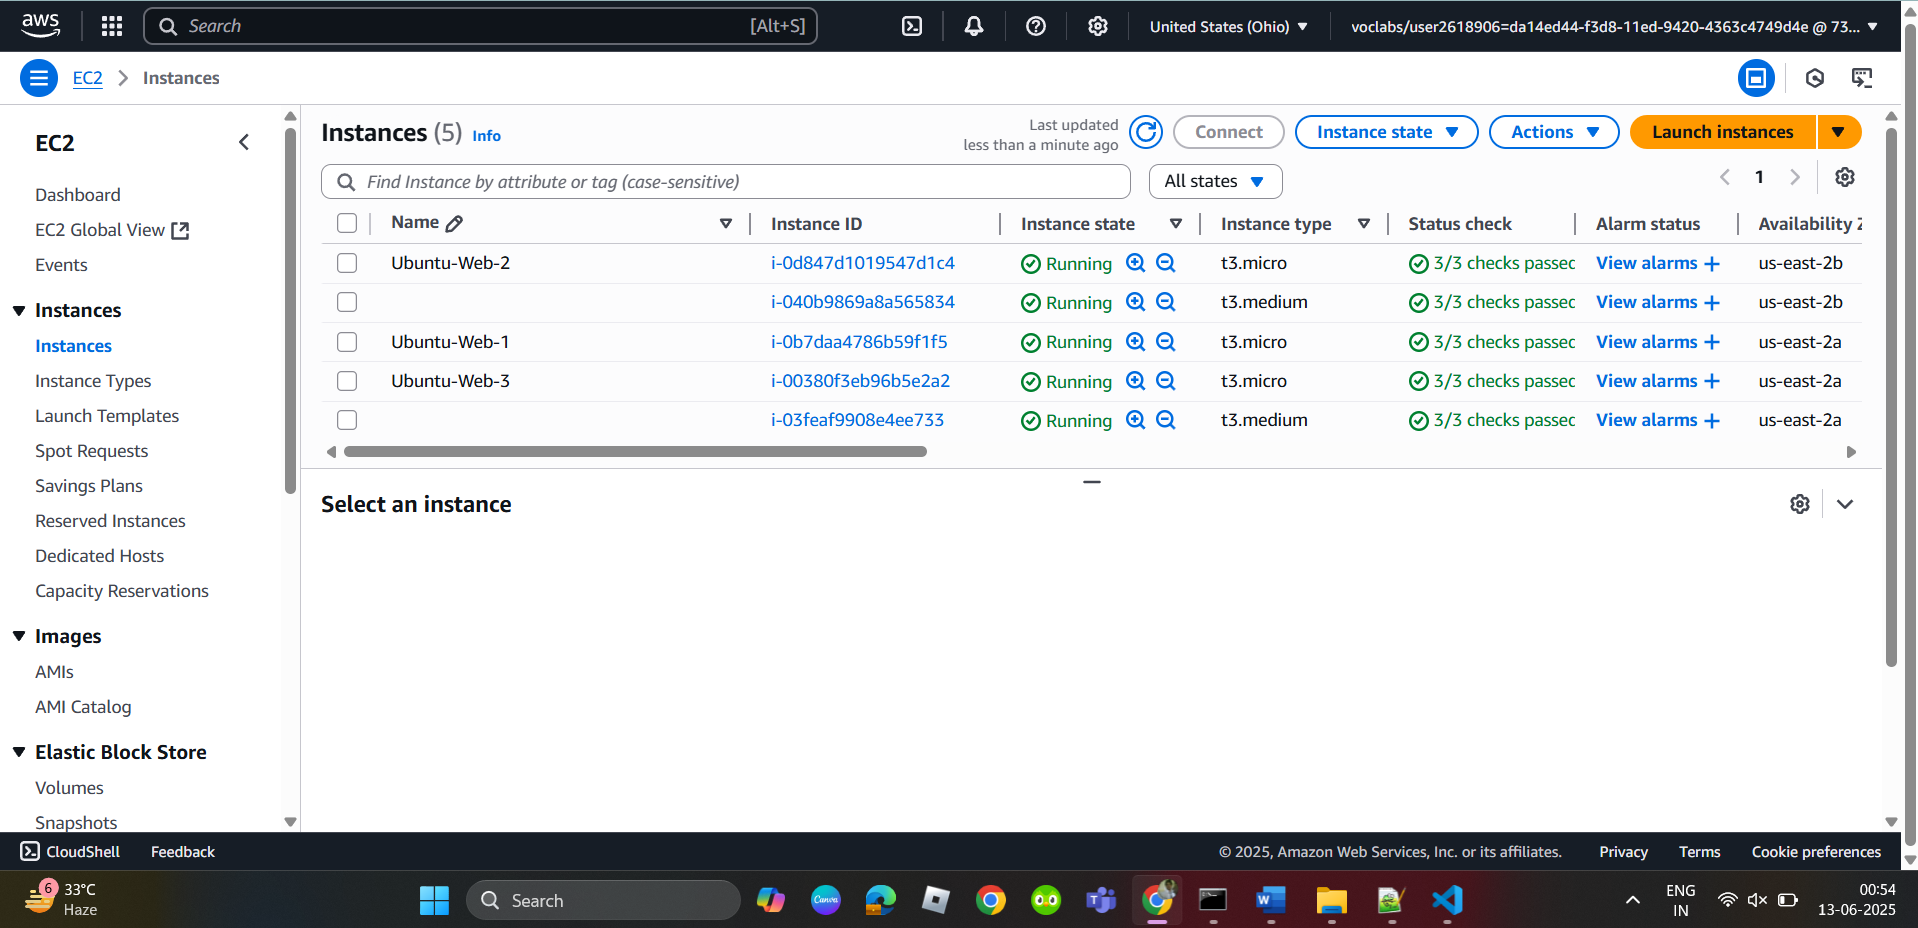 aws
Search [Alt+S]
United States (Ohio)
voclabs/user2618906=da14ed44-f3d8-11ed-9420-4363c4749d4e @ 73...
EC2 > Instances
EC2
Dashboard
EC2 Global View
Events
Instances
Instances
Instance Types
Launch Templates
Spot Requests
Savings Plans
Reserved Instances
Dedicated Hosts
Capacity Reservations
Images
AMIs
AMI Catalog
Elastic Block Store
Volumes
Snapshots
Instances (5) Info
Last updated
less than a minute ago
Connect
Instance state
Actions
Launch instances
Find Instance by attribute or tag (case-sensitive)
All states
1
Name Instance ID Instance state Instance type Status check Alarm status Availability Z
Ubuntu-Web-2 i-0d847d1019547d1c4 Running t3.micro 3/3 checks passed View alarms + us-east-2b
i-040b9869a8a565834 Running t3.medium 3/3 checks passed View alarms + us-east-2b
Ubuntu-Web-1 i-0b7daa4786b59f1f5 Running t3.micro 3/3 checks passed View alarms + us-east-2a
Ubuntu-Web-3 i-00380f3eb96b5e2a2 Running t3.micro 3/3 checks passed View alarms + us-east-2a
i-03feaf9908e4ee733 Running t3.medium 3/3 checks passed View alarms + us-east-2a
Select an instance
CloudShell Feedback © 2025, Amazon Web Services, Inc. or its affiliates. Privacy Terms Cookie preferences
6
33°C
Haze
Search
Canva
ENG
IN
00:54
13-06-2025